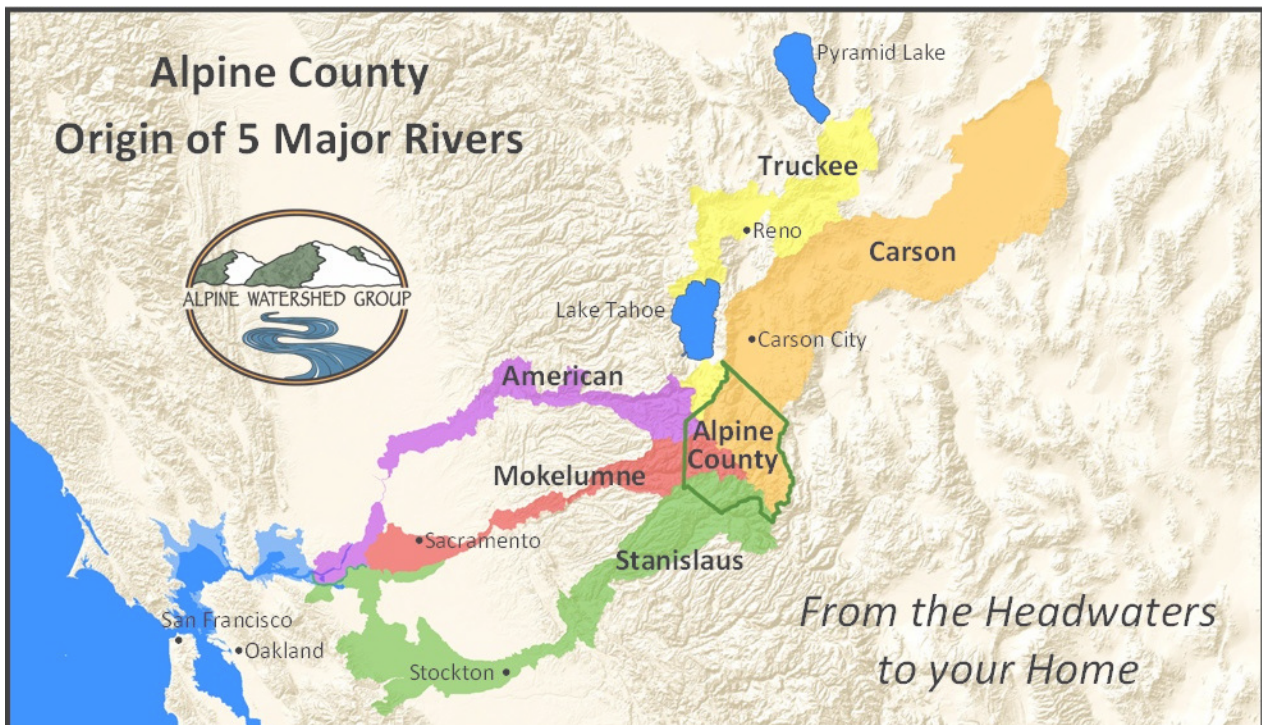 Alpine County
Origin of 5 Major Rivers
ALPINE WATERSHED GROUP
Pyramid Lake
Truckee
Reno
Carson
Lake Tahoe
Carson City
American
Alpine
County
Mokelumne
Sacramento
Stanislaus
San Francisco
Oakland
Stockton
From the Headwaters
to your Home